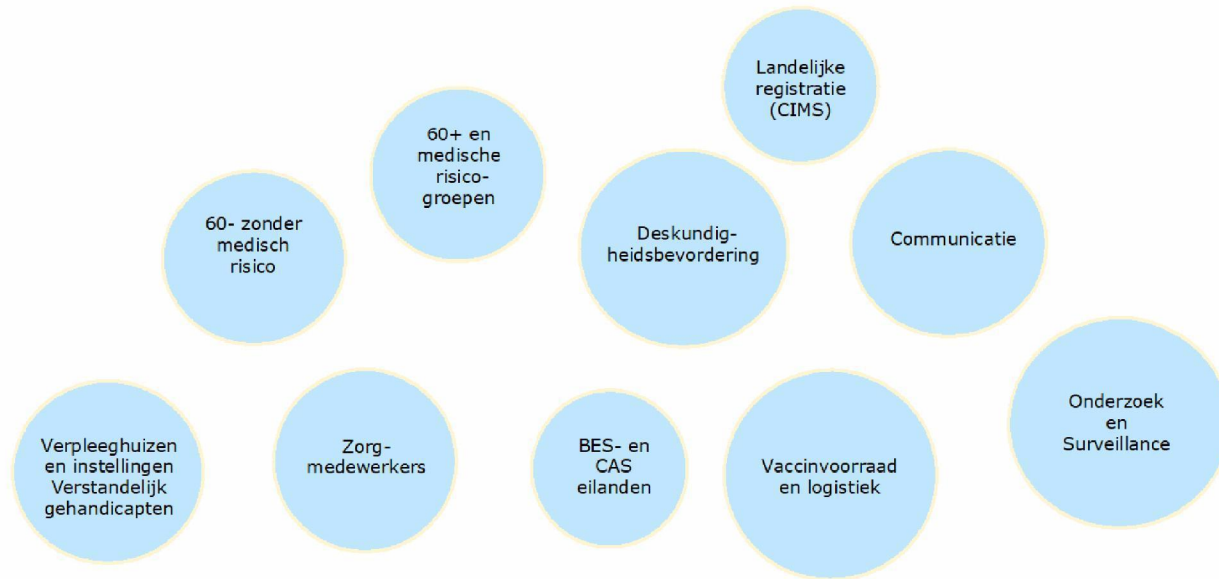 Landelijke
registratie
(CIMS)
60+ en
medische
risico-
groepen
60- zonder
medisch
risico
Deskundig-
heidsbevordering
Communicatie
Verpleeghuizen
en instellingen
Verstandelijk
gehandicapten
Zorg-
medewerkers
BES- en
CAS
eilanden
Vaccinvoorraad
en logistiek
Onderzoek
en
Surveillance